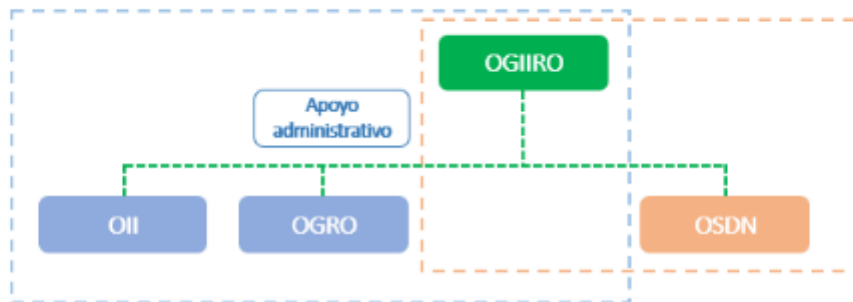 OGIIRO
Apoyo
administrativo
OII
OGRO
OSDN